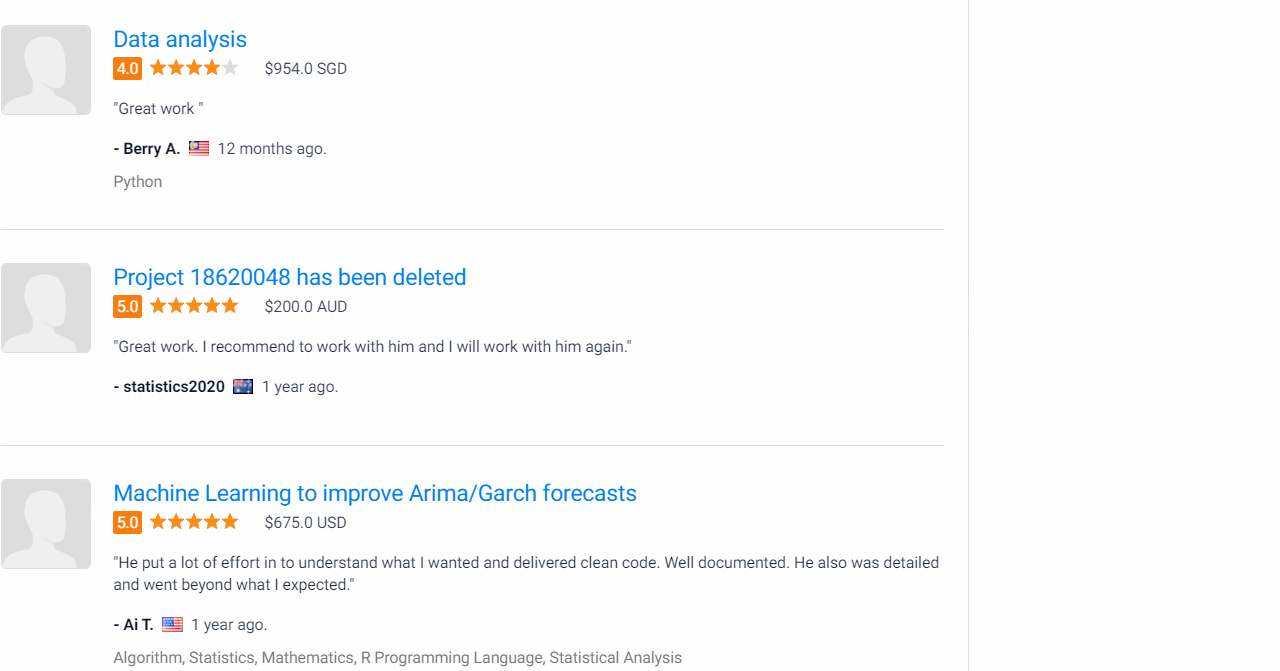 Data analysis
4.0 $954.0 SGD
"Great work "
- Berry A. 12 months ago.
Python
Project 18620048 has been deleted
5.0 $200.0 AUD
"Great work. I recommend to work with him and I will work with him again."
- statistics2020 1 year ago.
Machine Learning to improve Arima/Garch forecasts
5.0 $675.0 USD
"He put a lot of effort in to understand what I wanted and delivered clean code. Well documented. He also was detailed
and went beyond what I expected."
- Ai T. 1 year ago.
Algorithm, Statistics, Mathematics, R Programming Language, Statistical Analysis